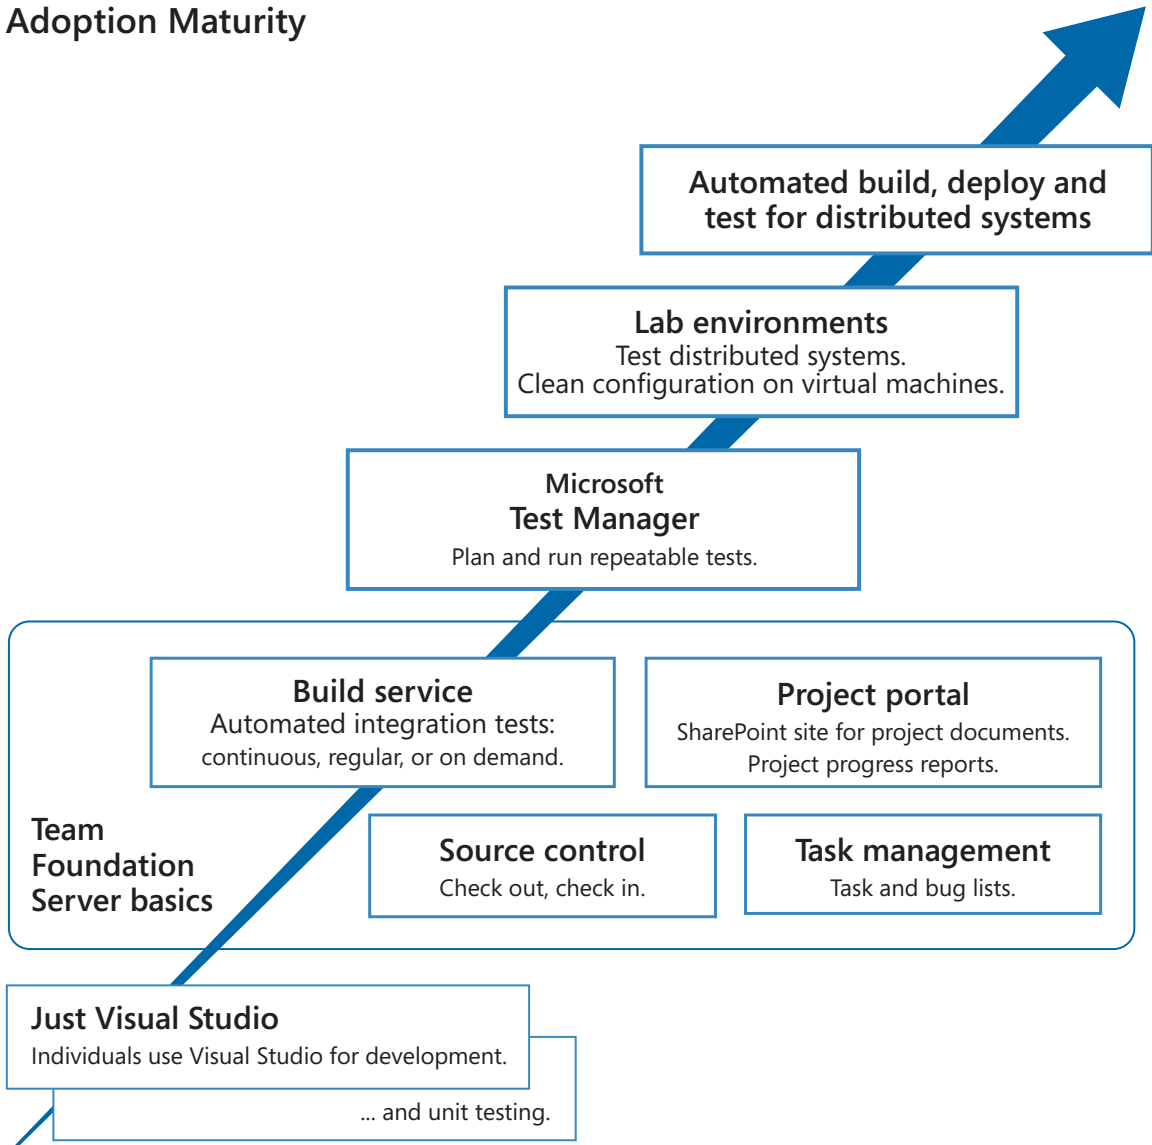 Adoption Maturity
Automated build, deploy and
test for distributed systems
Lab environments
Test distributed systems.
Clean configuration on virtual machines.
Microsoft
Test Manager
Plan and run repeatable tests.
Build service
Automated integration tests:
continuous, regular, or on demand.
Project portal
SharePoint site for project documents.
Project progress reports.
Team
Foundation
Server basics
Source control
Check out, check in.
Task management
Task and bug lists.
Just Visual Studio
Individuals use Visual Studio for development.
... and unit testing.